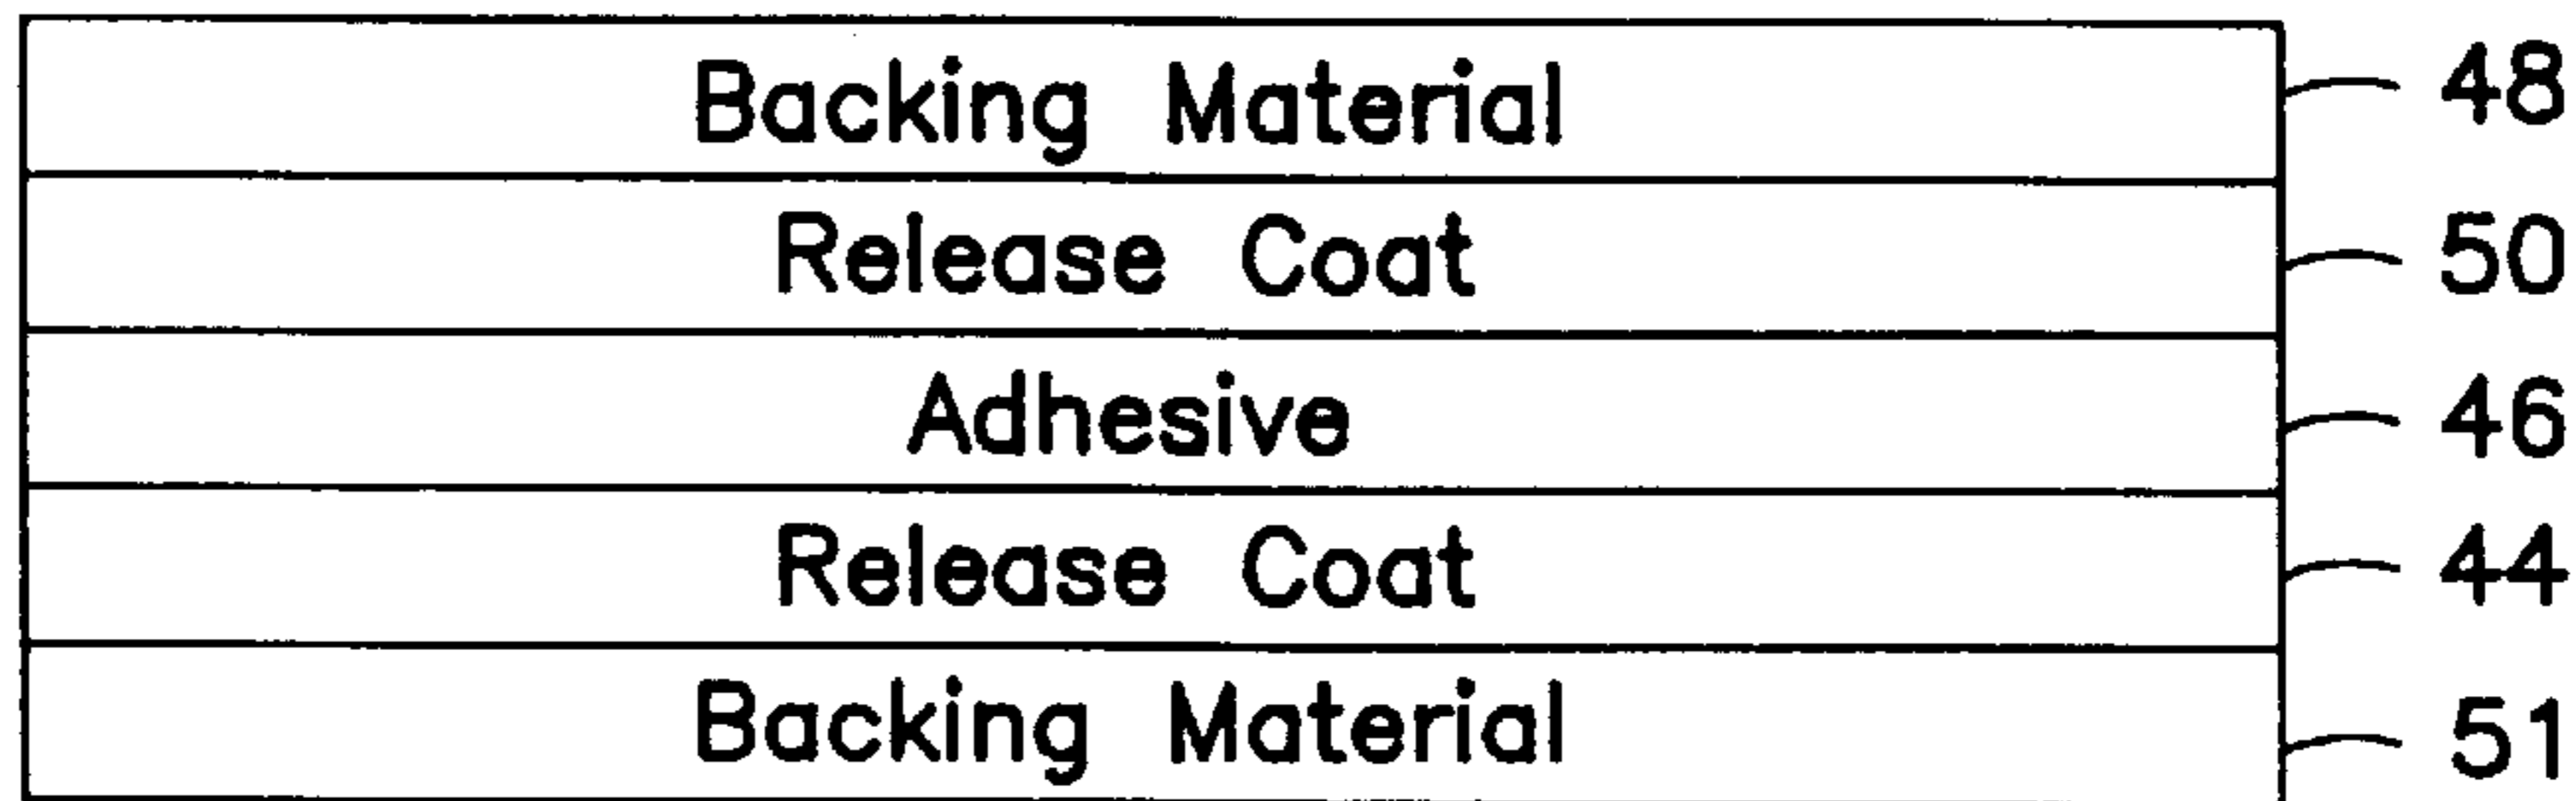 Backing Material 48
Release Coat 50
Adhesive 46
Release Coat 44
Backing Material 51